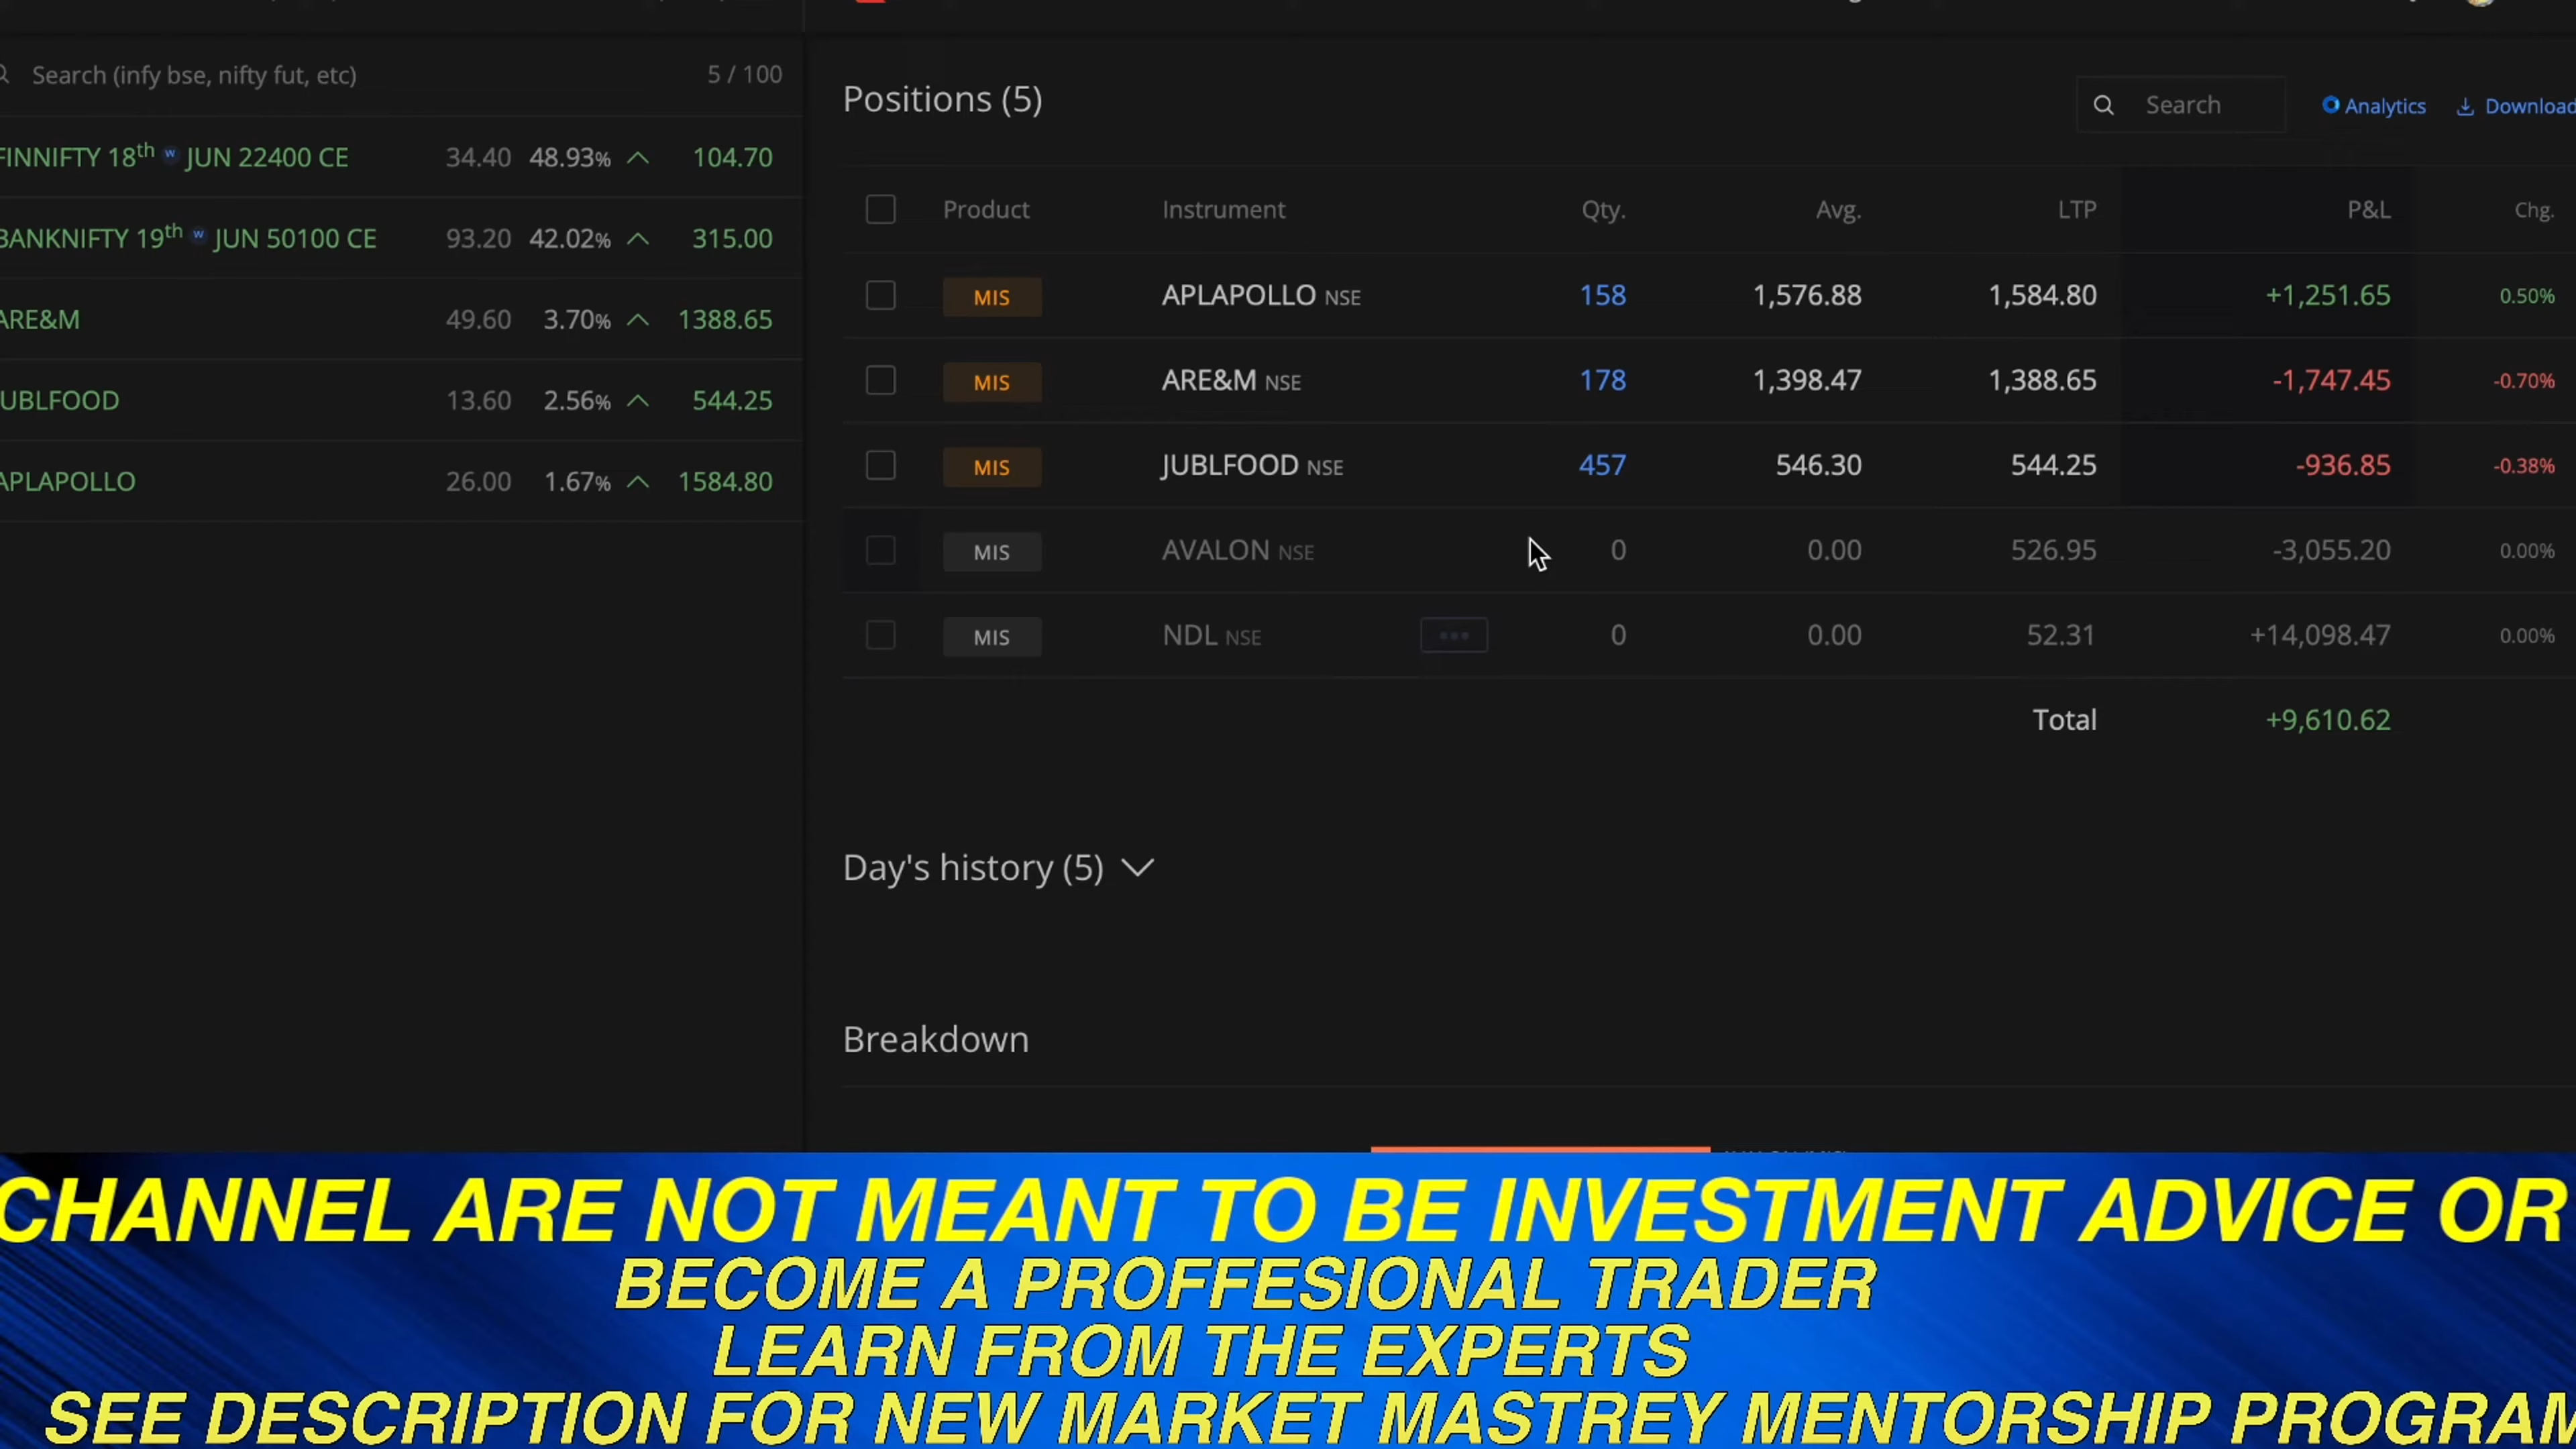 Search (infy bse, nifty fut, etc) 5 / 100
FINNIFTY 18th w JUN 22400 CE 34.40 48.93% 104.70
BANKNIFTY 19th w JUN 50100 CE 93.20 42.02% 315.00
ARE&M 49.60 3.70% 1388.65
JUBLFOOD 13.60 2.56% 544.25
APLAPOLLO 26.00 1.67% 1584.80
Positions (5) Search Analytics Download
Product Instrument Qty. Avg. LTP P&L Chg.
MIS APLAPOLLO NSE 158 1,576.88 1,584.80 +1,251.65 0.50%
MIS ARE&M NSE 178 1,398.47 1,388.65 -1,747.45 -0.70%
MIS JUBLFOOD NSE 457 546.30 544.25 -936.85 -0.38%
MIS AVALON NSE 0 0.00 526.95 -3,055.20 0.00%
MIS NDL NSE 0 0.00 52.31 +14,098.47 0.00%
Total +9,610.62
Day's history (5)
Breakdown
CHANNEL ARE NOT MEANT TO BE INVESTMENT ADVICE OR
BECOME A PROFFESIONAL TRADER
LEARN FROM THE EXPERTS
SEE DESCRIPTION FOR NEW MARKET MASTREY MENTORSHIP PROGRAM